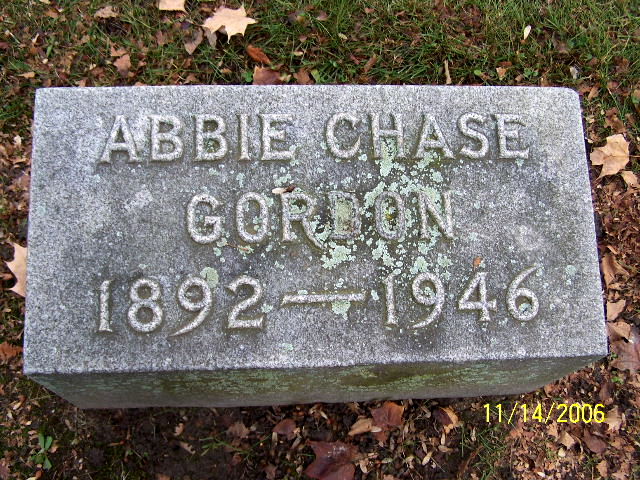 ABBIE CHASE
GORDON
1892 — 1946
11/14/2006